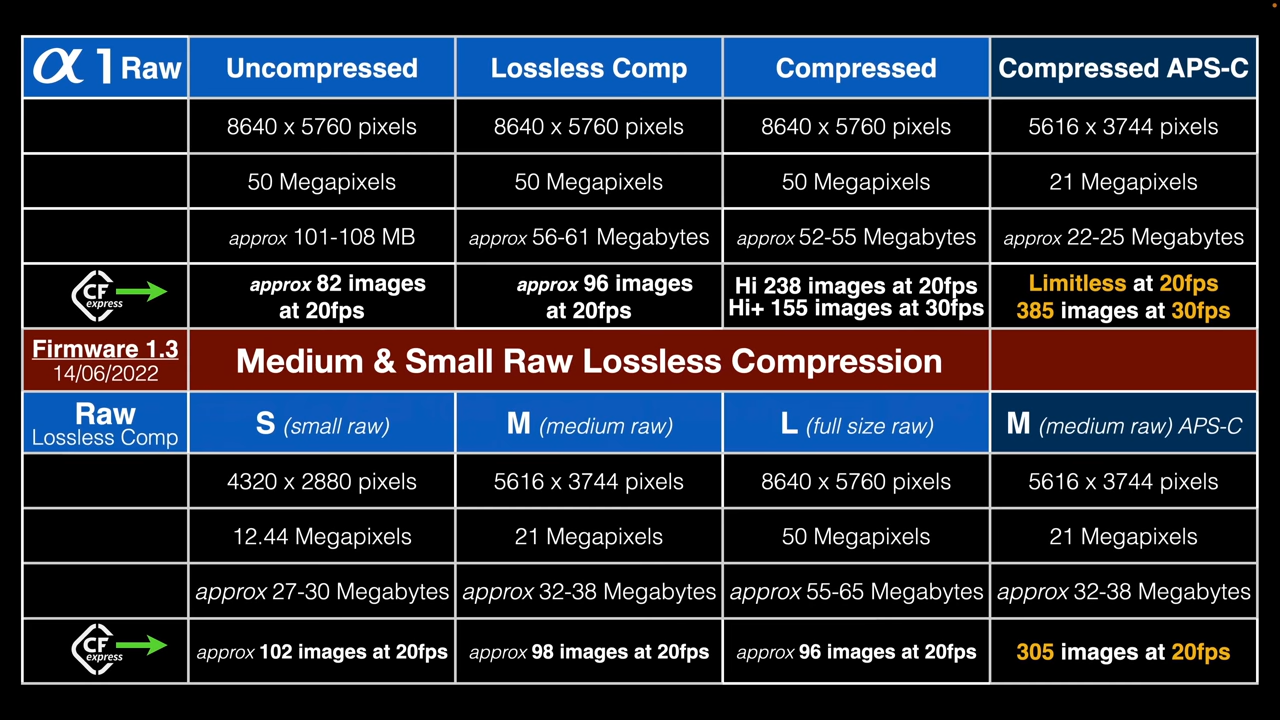 α 1 Raw
Uncompressed
Lossless Comp
Compressed
Compressed APS-C
8640 x 5760 pixels
8640 x 5760 pixels
8640 x 5760 pixels
5616 x 3744 pixels
50 Megapixels
50 Megapixels
50 Megapixels
21 Megapixels
approx 101-108 MB
approx 56-61 Megabytes
approx 52-55 Megabytes
approx 22-25 Megabytes
CF
express
approx 82 images
at 20fps
approx 96 images
at 20fps
Hi 238 images at 20fps
Hi+ 155 images at 30fps
Limitless at 20fps
385 images at 30fps
Firmware 1.3
14/06/2022
Medium & Small Raw Lossless Compression
Raw
Lossless Comp
S (small raw)
M (medium raw)
L (full size raw)
M (medium raw) APS-C
4320 x 2880 pixels
5616 x 3744 pixels
8640 x 5760 pixels
5616 x 3744 pixels
12.44 Megapixels
21 Megapixels
50 Megapixels
21 Megapixels
approx 27-30 Megabytes
approx 32-38 Megabytes
approx 55-65 Megabytes
approx 32-38 Megabytes
CF
express
approx 102 images at 20fps
approx 98 images at 20fps
approx 96 images at 20fps
305 images at 20fps